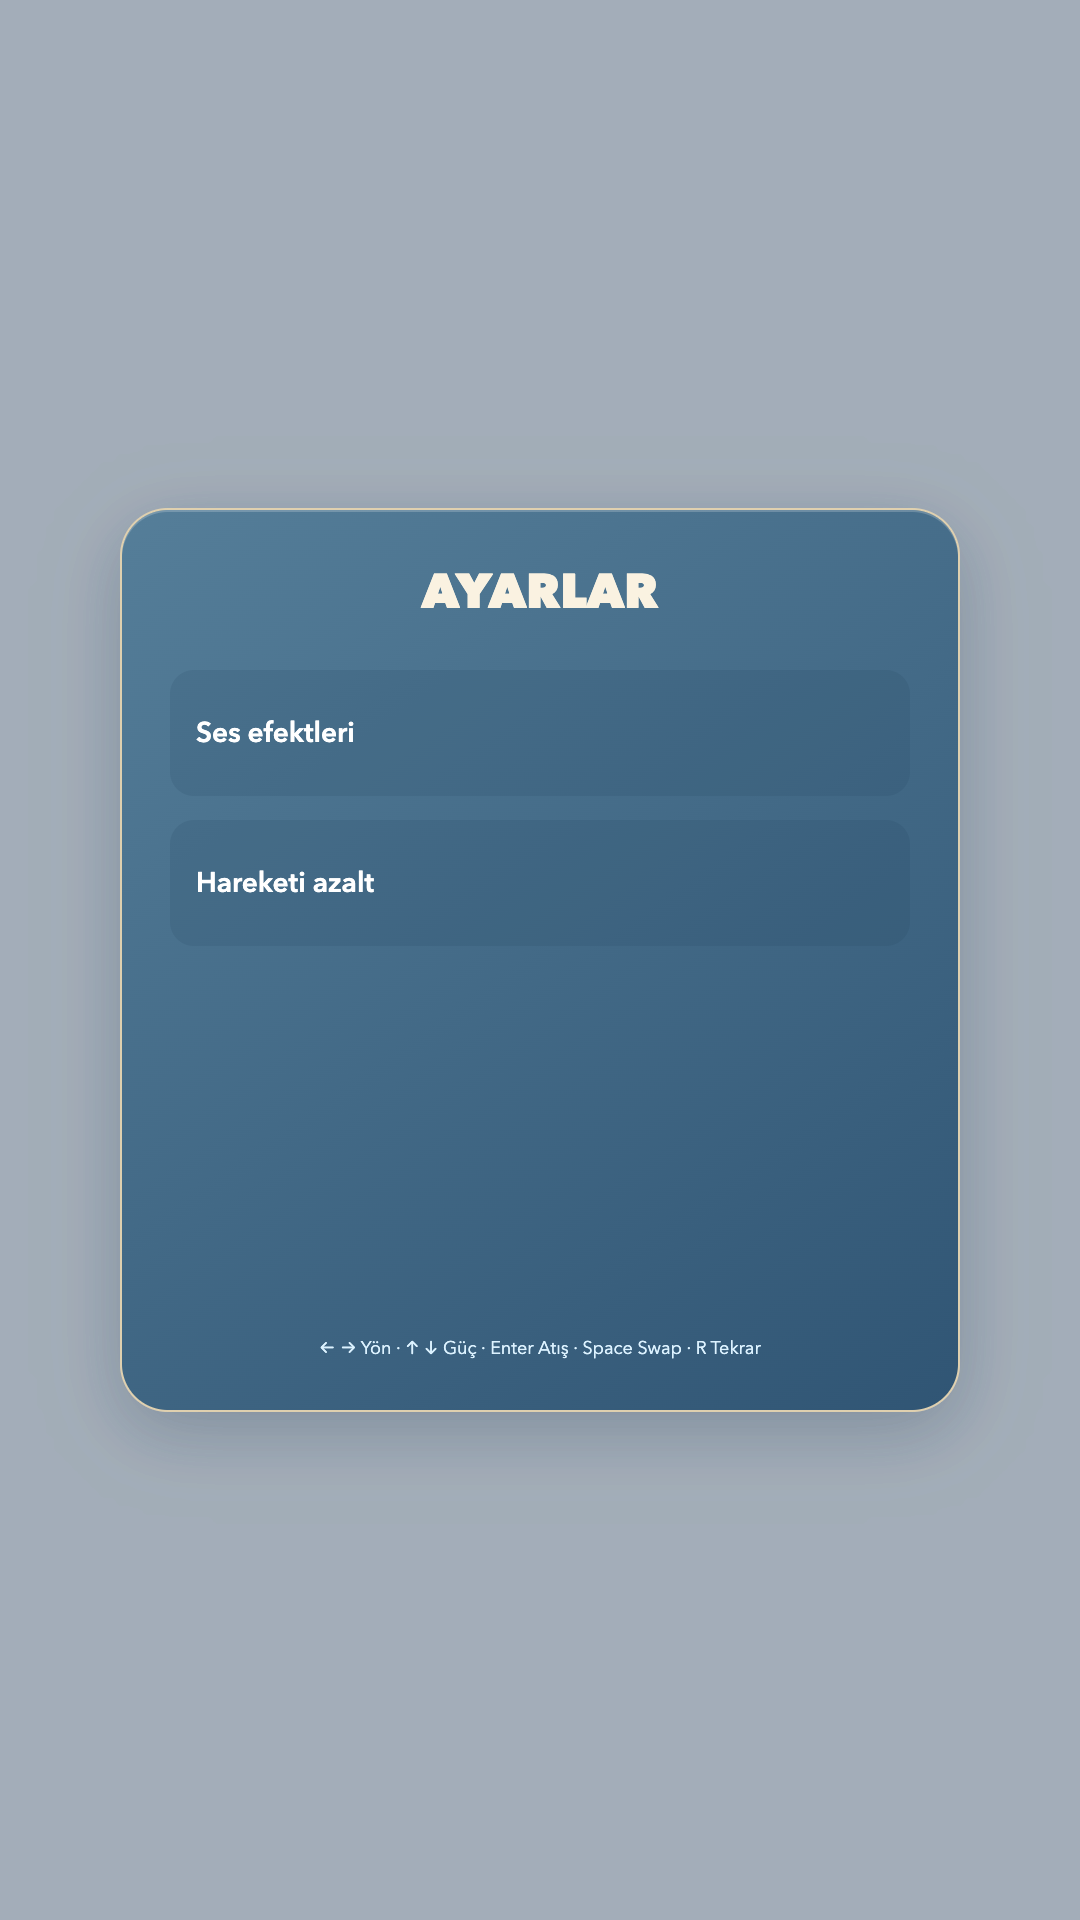 AYARLAR
Ses efektleri
Hareketi azalt
← → Yön · ↑ ↓ Güç · Enter Atış · Space Swap · R Tekrar